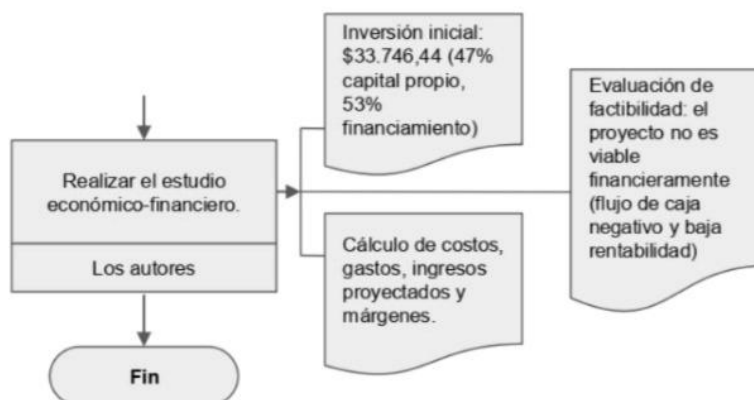 Realizar el estudio
económico-financiero.
Los autores
Fin
Inversión inicial:
$33.746,44 (47%
capital propio,
53%
financiamiento)
Cálculo de costos,
gastos, ingresos
proyectados y
márgenes.
Evaluación de
factibilidad: el
proyecto no es
viable
financieramente
(flujo de caja
negativo y baja
rentabilidad)